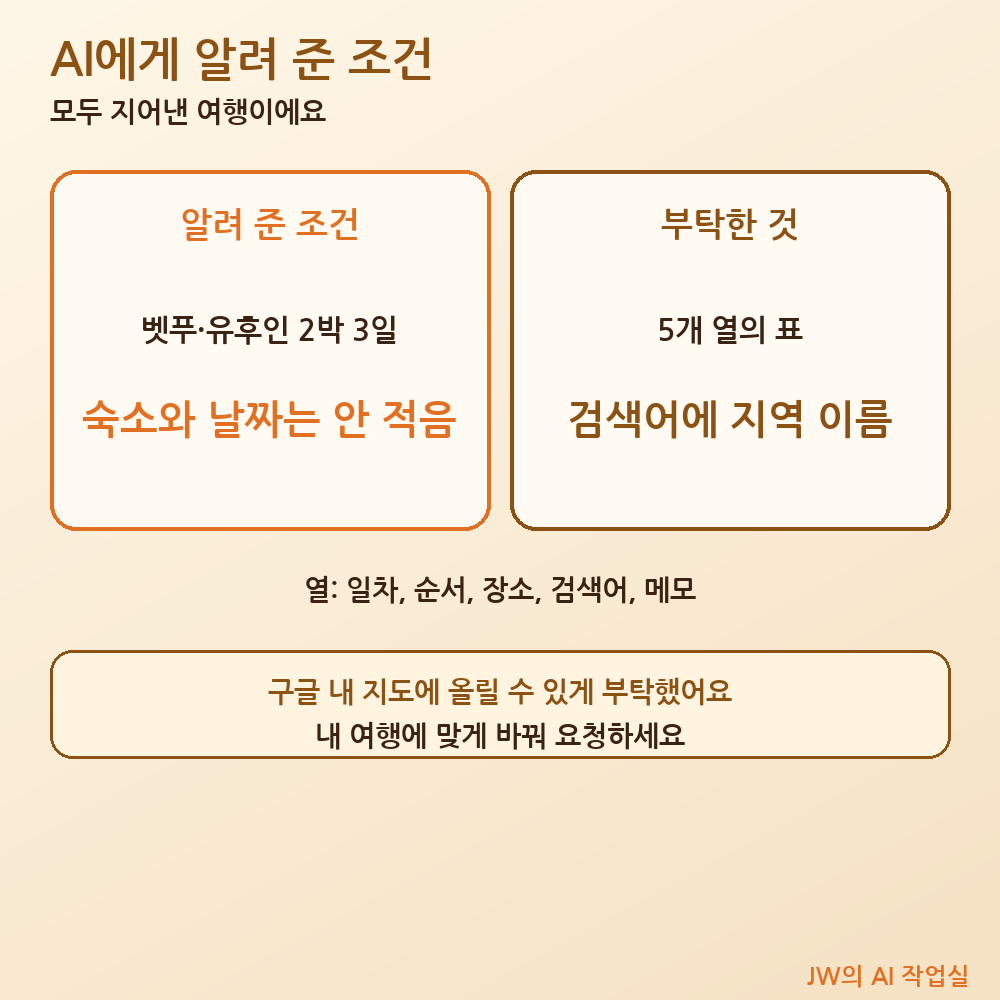 AI에게 알려 준 조건
모두 지어낸 여행이에요
알려 준 조건
벳푸·유후인 2박 3일
숙소와 날짜는 안 적음
부탁한 것
5개 열의 표
검색어에 지역 이름
열: 일차, 순서, 장소, 검색어, 메모
구글 내 지도에 올릴 수 있게 부탁했어요
내 여행에 맞게 바꿔 요청하세요
JW의 AI 작업실